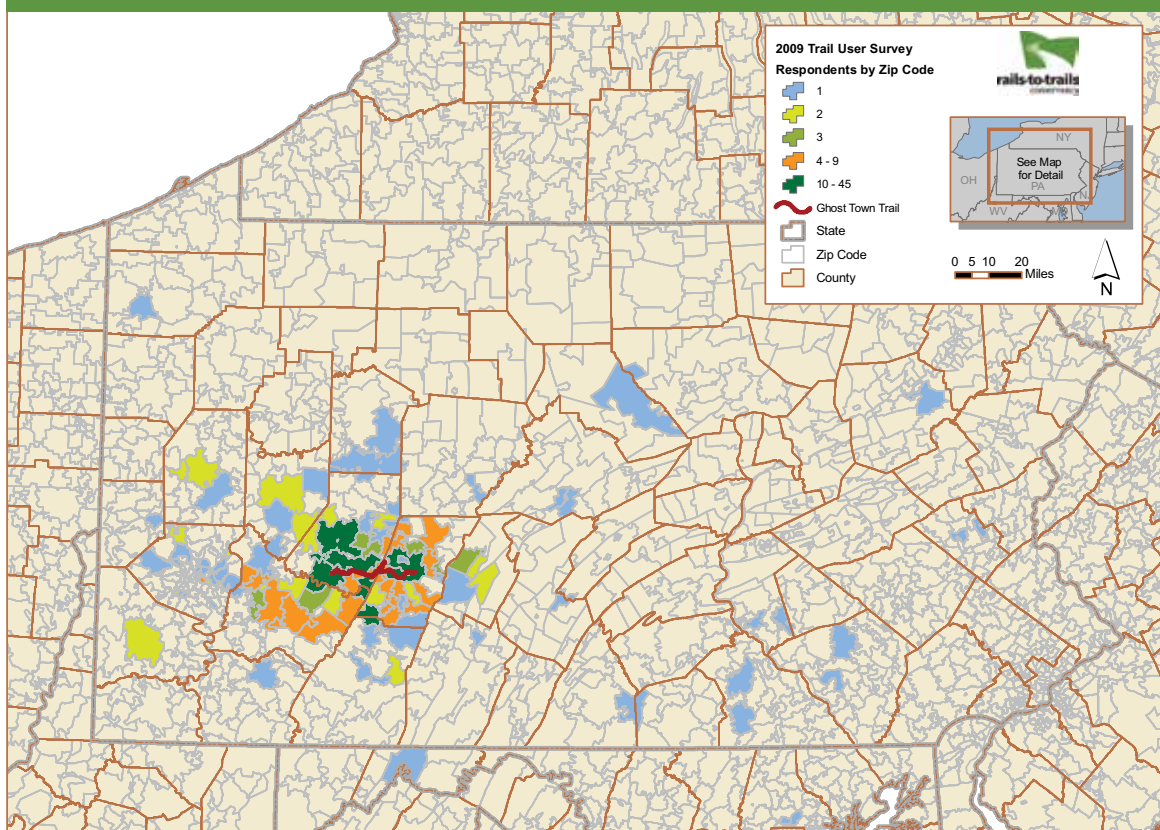 2009 Trail User Survey
Respondents by Zip Code
1
2
3
4 - 9
10 - 45
Ghost Town Trail
State
Zip Code
County
rails-to-trails
NY
See Map
for Detail
OH
PA
WV
0 5 10 20
Miles
N